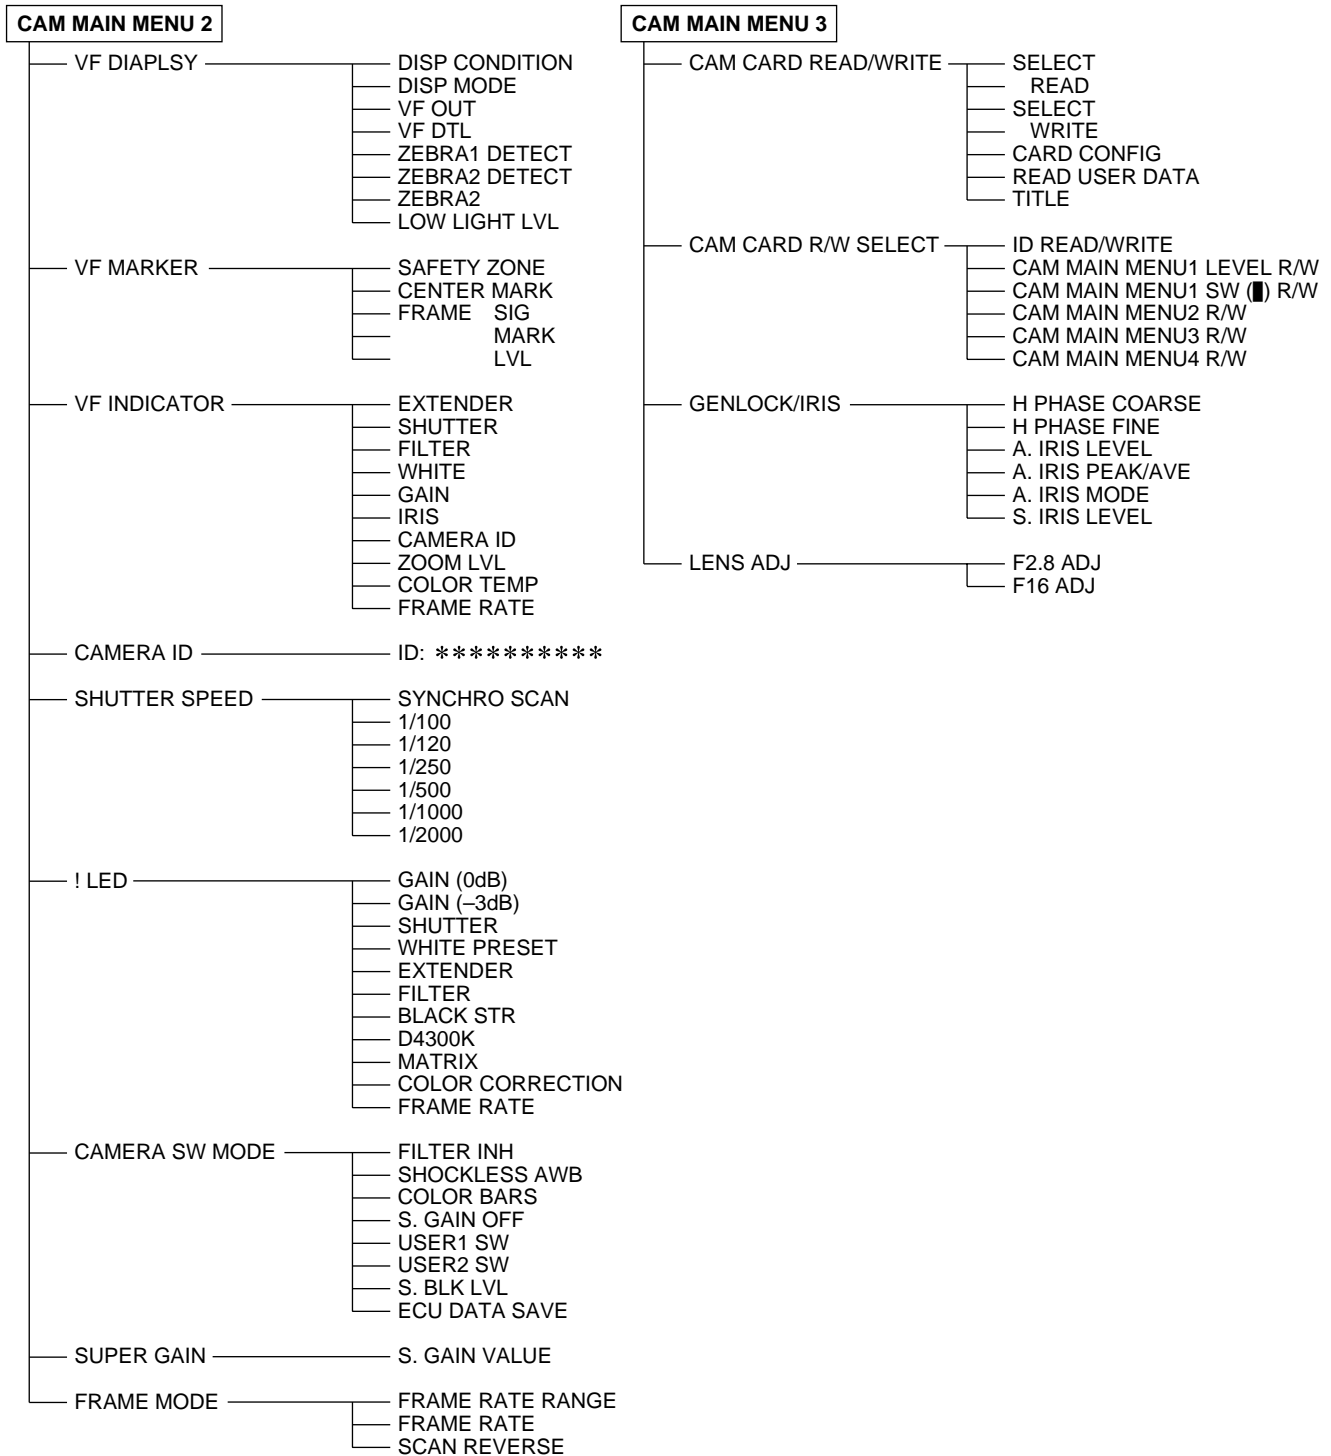 CAM MAIN MENU 2
VF DIAPLSY
DISP CONDITION
DISP MODE
VF OUT
VF DTL
ZEBRA1 DETECT
ZEBRA2 DETECT
ZEBRA2
LOW LIGHT LVL
VF MARKER
SAFETY ZONE
CENTER MARK
FRAME SIG
MARK
LVL
VF INDICATOR
EXTENDER
SHUTTER
FILTER
WHITE
GAIN
IRIS
CAMERA ID
ZOOM LVL
COLOR TEMP
FRAME RATE
CAMERA ID
ID: **********
SHUTTER SPEED
SYNCHRO SCAN
1/100
1/120
1/250
1/500
1/1000
1/2000
! LED
GAIN (0dB)
GAIN (–3dB)
SHUTTER
WHITE PRESET
EXTENDER
FILTER
BLACK STR
D4300K
MATRIX
COLOR CORRECTION
FRAME RATE
CAMERA SW MODE
FILTER INH
SHOCKLESS AWB
COLOR BARS
S. GAIN OFF
USER1 SW
USER2 SW
S. BLK LVL
ECU DATA SAVE
SUPER GAIN
S. GAIN VALUE
FRAME MODE
FRAME RATE RANGE
FRAME RATE
SCAN REVERSE
CAM MAIN MENU 3
CAM CARD READ/WRITE
SELECT
READ
SELECT
WRITE
CARD CONFIG
READ USER DATA
TITLE
CAM CARD R/W SELECT
ID READ/WRITE
CAM MAIN MENU1 LEVEL R/W
CAM MAIN MENU1 SW (▮) R/W
CAM MAIN MENU2 R/W
CAM MAIN MENU3 R/W
CAM MAIN MENU4 R/W
GENLOCK/IRIS
H PHASE COARSE
H PHASE FINE
A. IRIS LEVEL
A. IRIS PEAK/AVE
A. IRIS MODE
S. IRIS LEVEL
LENS ADJ
F2.8 ADJ
F16 ADJ